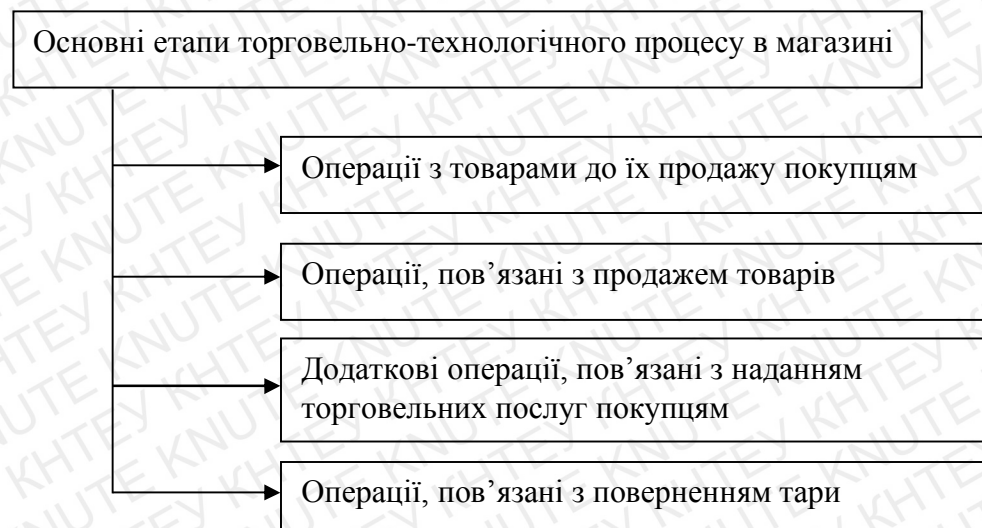 Основні етапи торговельно-технологічного процесу в магазині
Операції з товарами до їх продажу покупцям
Операції, пов’язані з продажем товарів
Додаткові операції, пов’язані з наданням
торговельних послуг покупцям
Операції, пов’язані з поверненням тари